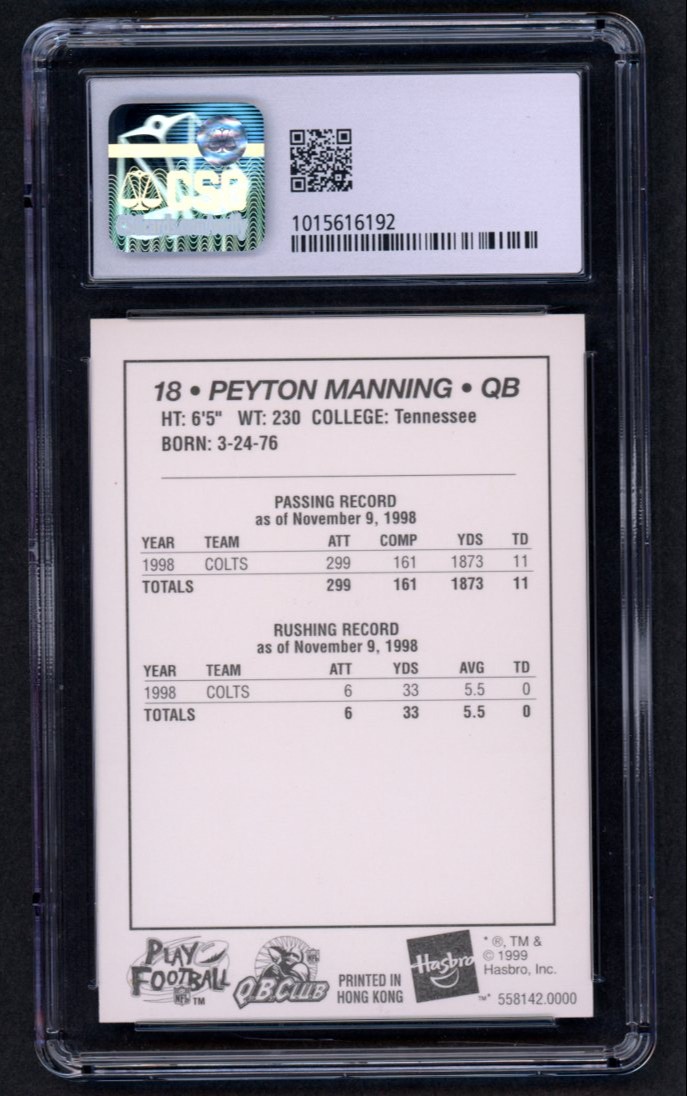 CSG
1015616192
18 • PEYTON MANNING • QB
HT: 6'5" WT: 230 COLLEGE: Tennessee
BORN: 3-24-76
PASSING RECORD
as of November 9, 1998
YEAR TEAM ATT COMP YDS TD
1998 COLTS 299 161 1873 11
TOTALS 299 161 1873 11
RUSHING RECORD
as of November 9, 1998
YEAR TEAM ATT YDS AVG TD
1998 COLTS 6 33 5.5 0
TOTALS 6 33 5.5 0
PLAY
FOOTBALL
NFL TM
NFL
QB CLUB
PRINTED IN
HONG KONG
Hasbro
* ®, TM &
© 1999
Hasbro, Inc.
™* 558142.0000